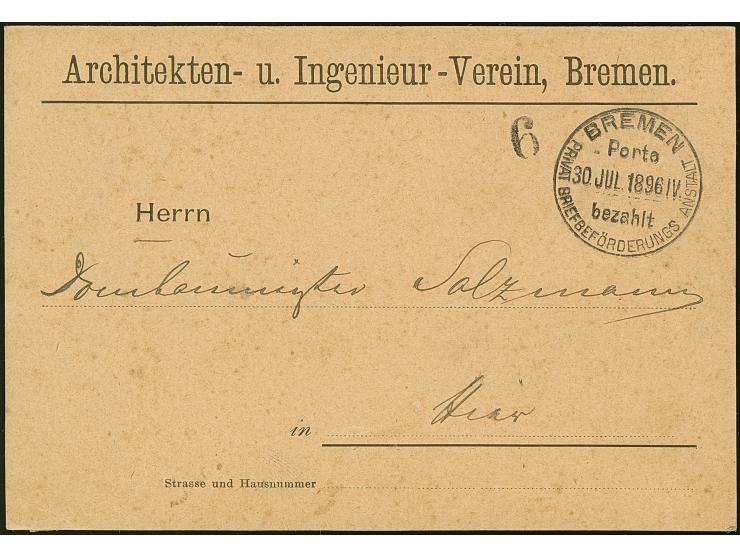 Architekten- u. Ingenieur-Verein, Bremen.
6
BREMEN
Porto
30 JUL. 1896 IV.
bezahlt
PRIVAT BRIEFBEFÖRDERUNGS ANSTALT
Herrn
Dombaumeister Salzmann
in Hier
Strasse und Hausnummer